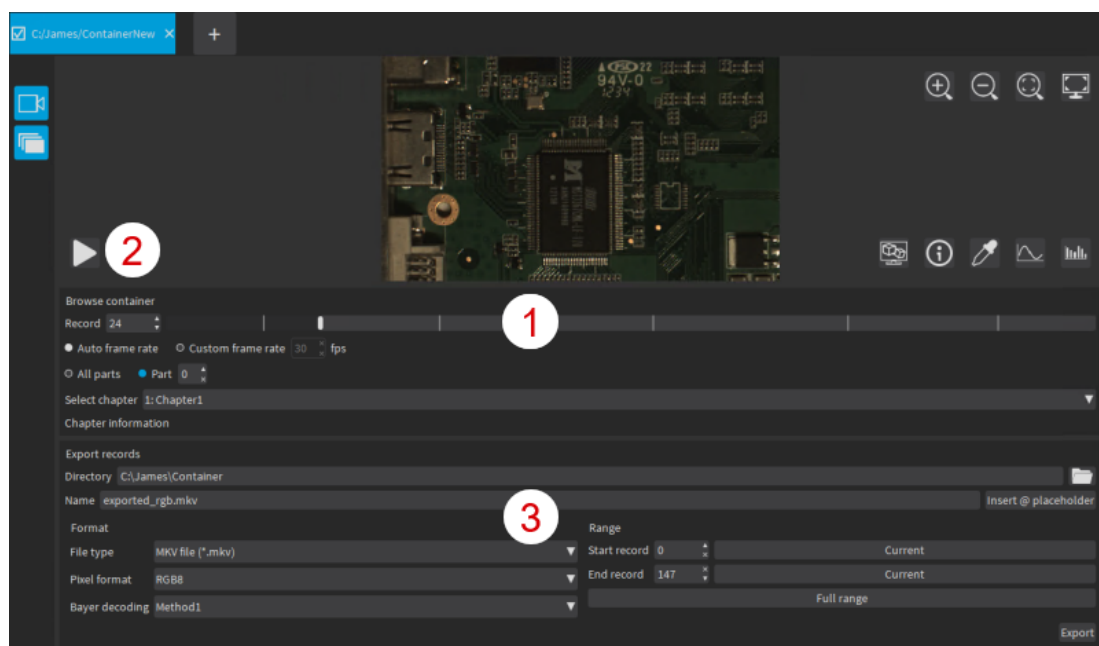 C:/James/ContainerNew × +
22
94V-0
1234
2
Browse container
1
Record 24
Auto frame rate Custom frame rate 30 fps
All parts Part 0
Select chapter 1: Chapter1
Chapter information
Export records
Directory C:\James\Container
Name exported_rgb.mkv Insert @ placeholder
3
Format Range
File type MKV file (*.mkv) Start record 0 Current
Pixel format RGB8 End record 147 Current
Full range
Bayer decoding Method1
Export